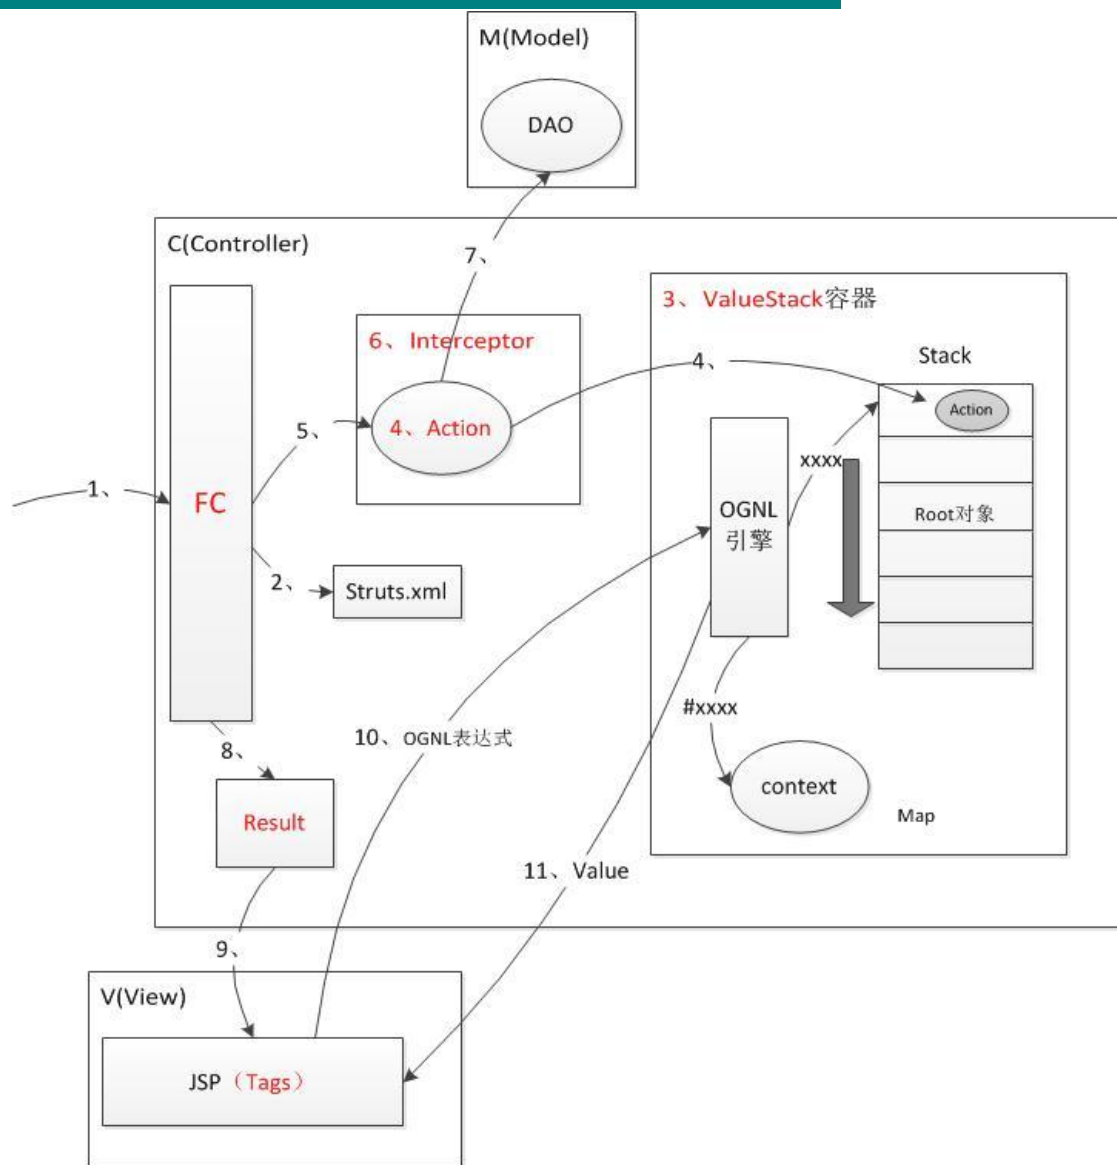 M(Model)
DAO
C(Controller)
7、
3、ValueStack容器
6、Interceptor
4、
Stack
Action
5、
4、Action
xxxx
1、
FC
OGNL
引擎
Root对象
2、
Struts.xml
#xxxx
8、
10、OGNL表达式
context
Map
Result
11、Value
9、
V(View)
JSP（Tags）